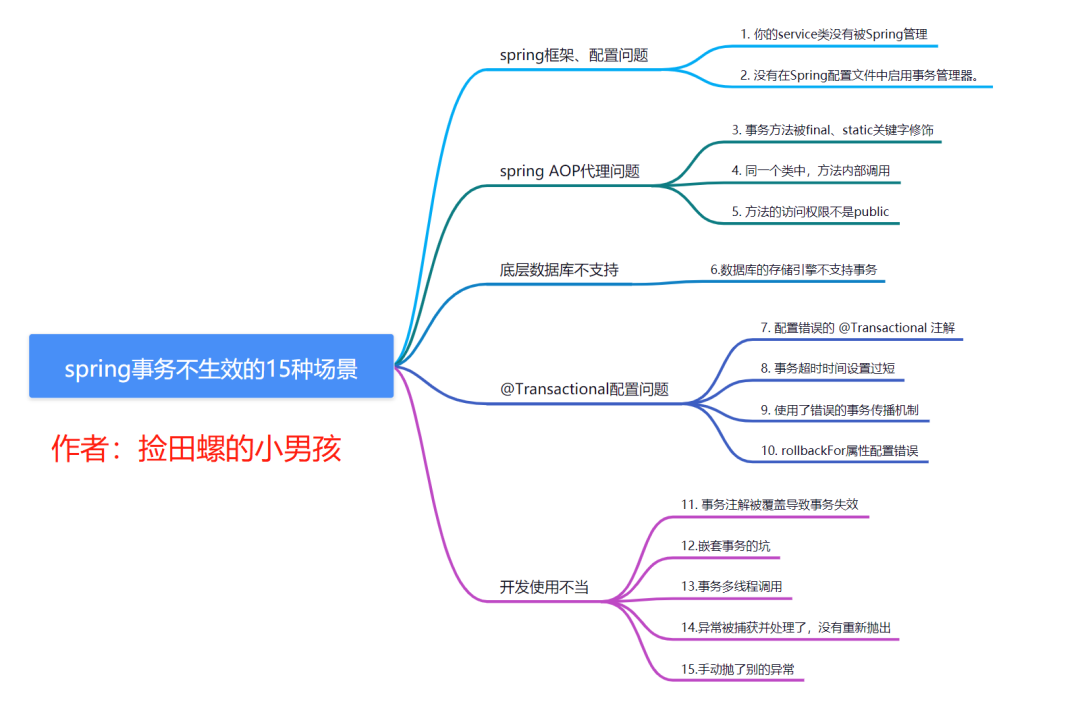 spring事务不生效的15种场景
作者：捡田螺的小男孩
spring框架、配置问题
1. 你的service类没有被Spring管理
2. 没有在Spring配置文件中启用事务管理器。
spring AOP代理问题
3. 事务方法被final、static关键字修饰
4. 同一个类中，方法内部调用
5. 方法的访问权限不是public
底层数据库不支持
6.数据库的存储引擎不支持事务
@Transactional配置问题
7. 配置错误的 @Transactional 注解
8. 事务超时时间设置过短
9. 使用了错误的事务传播机制
10. rollbackFor属性配置错误
开发使用不当
11. 事务注解被覆盖导致事务失效
12.嵌套事务的坑
13.事务多线程调用
14.异常被捕获并处理了，没有重新抛出
15.手动抛了别的异常